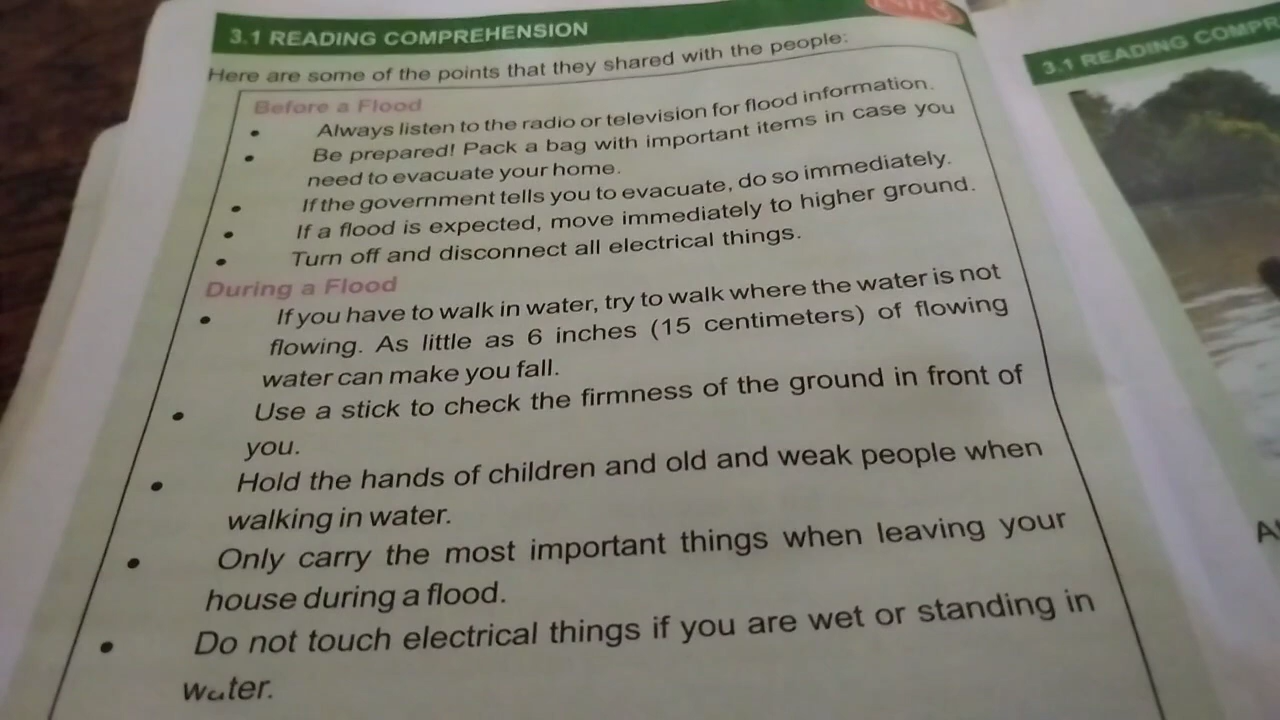 3.1 READING COMPREHENSION
Here are some of the points that they shared with the people:
Before a Flood
• Always listen to the radio or television for flood information.
• Be prepared! Pack a bag with important items in case you
need to evacuate your home.
• If the government tells you to evacuate, do so immediately.
• If a flood is expected, move immediately to higher ground.
• Turn off and disconnect all electrical things.
During a Flood
• If you have to walk in water, try to walk where the water is not
flowing. As little as 6 inches (15 centimeters) of flowing
water can make you fall.
• Use a stick to check the firmness of the ground in front of
you.
• Hold the hands of children and old and weak people when
walking in water.
• Only carry the most important things when leaving your
house during a flood.
• Do not touch electrical things if you are wet or standing in
water.
3.1 READING